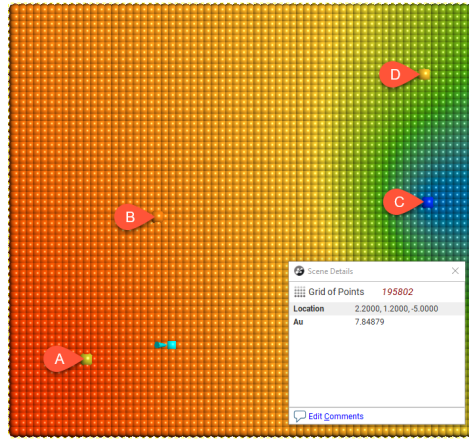 D
C
B
Scene Details
Grid of Points 195802
Location 2.2000, 1.2000, -5.0000
Au 7.84879
A
Edit Comments